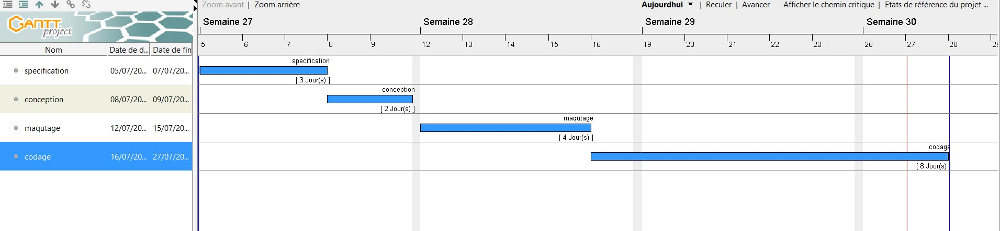 Zoom avant | Zoom arrière
Aujourdhui | Reculer | Avancer Afficher le chemin critique | Etats de référence du projet ...
GANTT
project
Semaine 27 Semaine 28 Semaine 29 Semaine 30
5 6 7 8 9 12 13 14 15 16 19 20 21 22 23 26 27 28
Nom Date de d... Date de fin
specification 05/07/20... 07/07/20...
specification
[ 3 Jour(s) ]
conception 08/07/20... 09/07/20...
conception
[ 2 Jour(s) ]
maqutage 12/07/20... 15/07/20...
maqutage
[ 4 Jour(s) ]
codage 16/07/20... 27/07/20...
codage
[ 8 Jour(s) ]